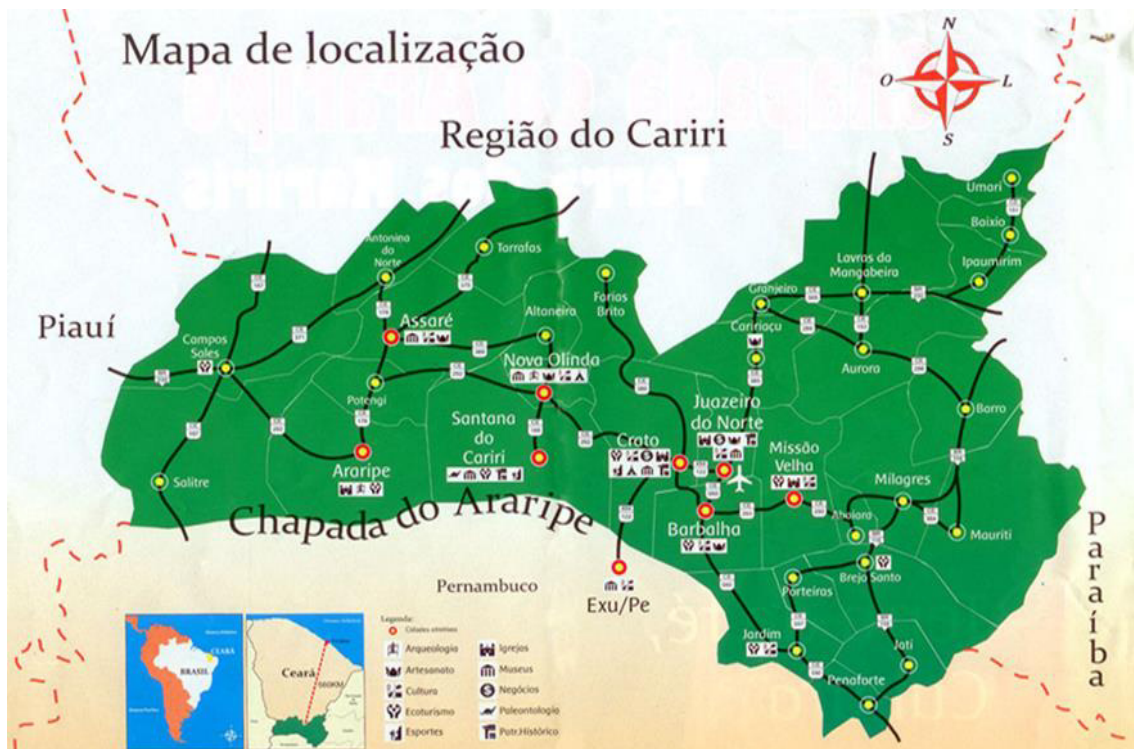 Mapa de localização
N
O
L
S
Região do Cariri
Umari
Baixio
Ipaumirim
Lavras da
Mangabeira
Granjeiro
Caririaçu
Aurora
Barro
Antonina
do
Norte
Tarrafas
Farias
Brito
Altaneira
Assaré
Piauí
Campos
Sales
Nova Olinda
Potengi
Santana
do
Cariri
Araripe
Salitre
Crato
Juazeiro
do Norte
Missão
Velha
Milagres
Abaiara
Mauriti
Barbalha
Chapada do Araripe
Brejo Santo
Porteiras
Jardim
Jati
Penaforte
Pernambuco
Exu/Pe
Paraíba
BRASIL
CEARÁ
Ceará
560KM
Legenda:
Arqueologia
Artesanato
Cultura
Ecoturismo
Esportes
Igrejas
Museus
Negócios
Paleontologia
Patr.Histórico